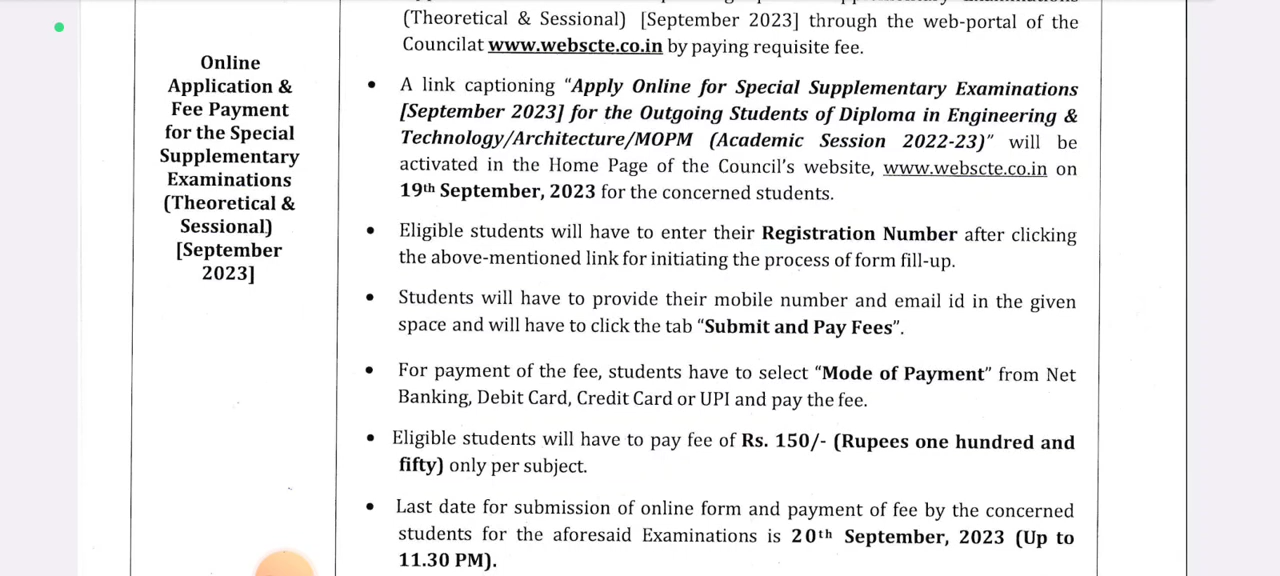 Online
Application &
Fee Payment
for the Special
Supplementary
Examinations
(Theoretical &
Sessional)
[September
2023]
(Theoretical & Sessional) [September 2023] through the web-portal of the
Councilat www.webscte.co.in by paying requisite fee.
• A link captioning “Apply Online for Special Supplementary Examinations
[September 2023] for the Outgoing Students of Diploma in Engineering &
Technology/Architecture/MOPM (Academic Session 2022-23)” will be
activated in the Home Page of the Council’s website, www.webscte.co.in on
19th September, 2023 for the concerned students.
• Eligible students will have to enter their Registration Number after clicking
the above-mentioned link for initiating the process of form fill-up.
• Students will have to provide their mobile number and email id in the given
space and will have to click the tab “Submit and Pay Fees”.
• For payment of the fee, students have to select “Mode of Payment” from Net
Banking, Debit Card, Credit Card or UPI and pay the fee.
• Eligible students will have to pay fee of Rs. 150/- (Rupees one hundred and
fifty) only per subject.
• Last date for submission of online form and payment of fee by the concerned
students for the aforesaid Examinations is 20th September, 2023 (Up to
11.30 PM).